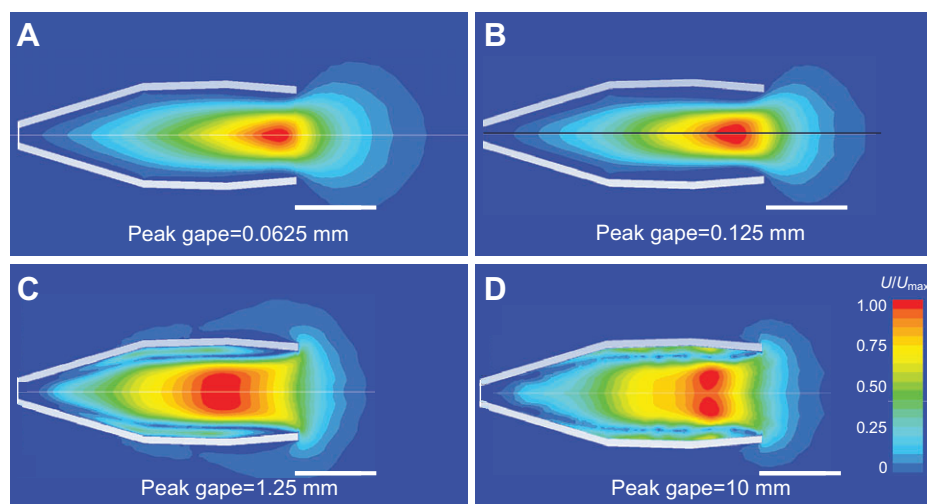 A
Peak gape=0.0625 mm
B
Peak gape=0.125 mm
C
Peak gape=1.25 mm
D
Peak gape=10 mm
U/Umax
1.00
0.75
0.50
0.25
0